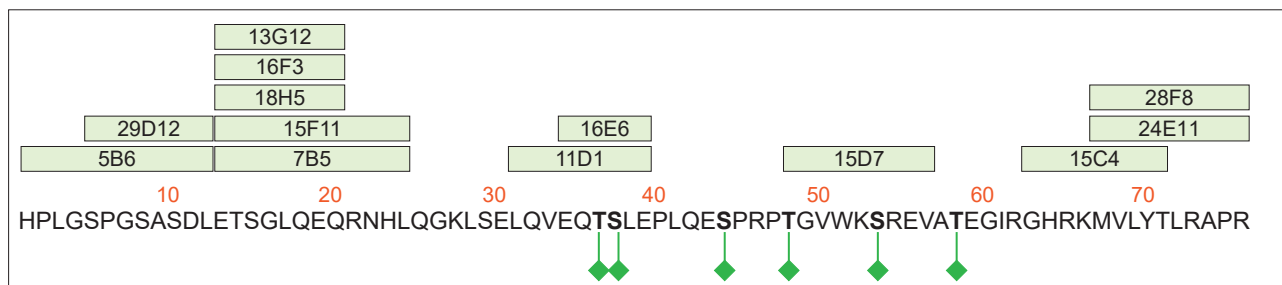 13G12
16F3
18H5 28F8
29D12 15F11 16E6 24E11
5B6 7B5 11D1 15D7 15C4
10 20 30 40 50 60 70
HPLGSPGSASDLETSGLQEQRNHLQGKLSELQVEQTSLEPLQESPRPTGVWKSREVATEGIRGHRKMVLYTLRAPR